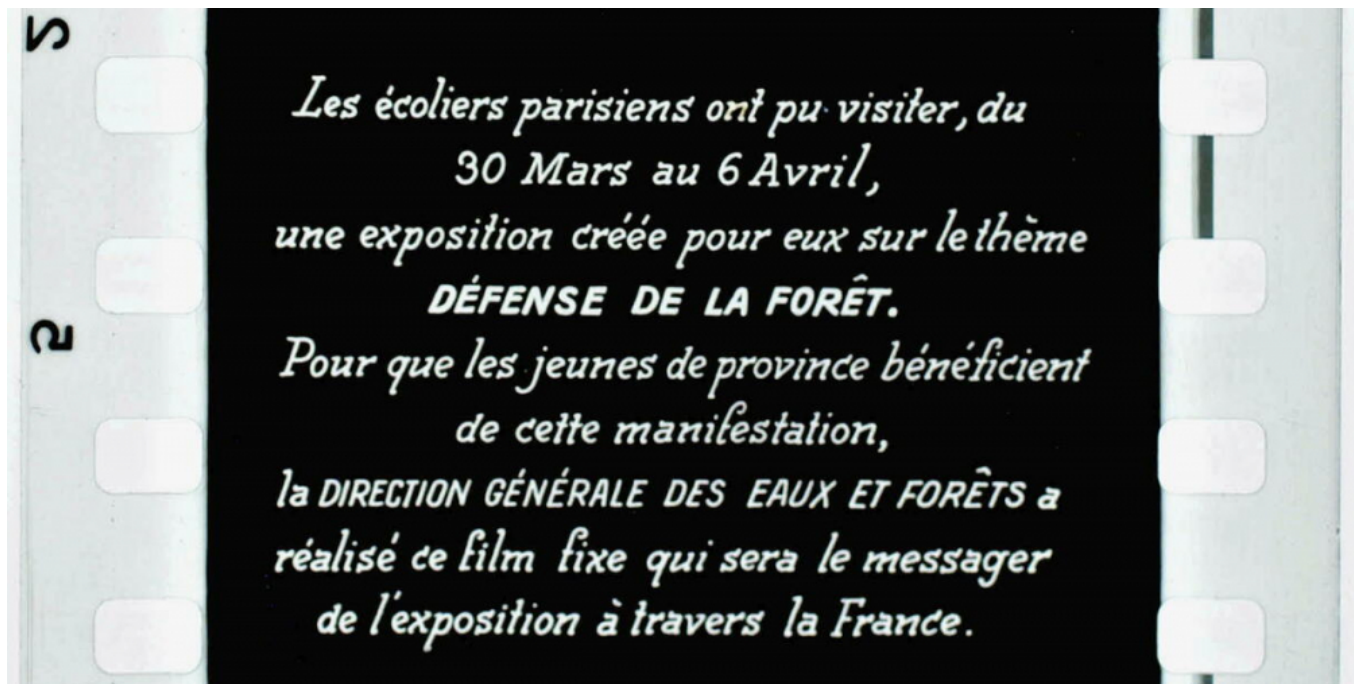 Les écoliers parisiens ont pu visiter, du
30 Mars au 6 Avril,
une exposition créée pour eux sur le thème
DÉFENSE DE LA FORÊT.
Pour que les jeunes de province bénéficient
de cette manifestation,
la DIRECTION GÉNÉRALE DES EAUX ET FORÊTS a
réalisé ce film fixe qui sera le messager
de l'exposition à travers la France.